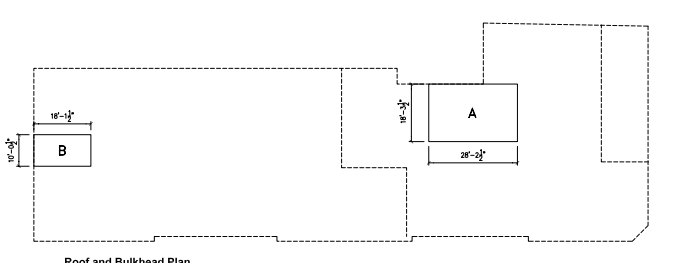 18'-1½"
B
10'-0½"
18'-3½"
A
28'-2½"
Roof and Bulkhead Plan